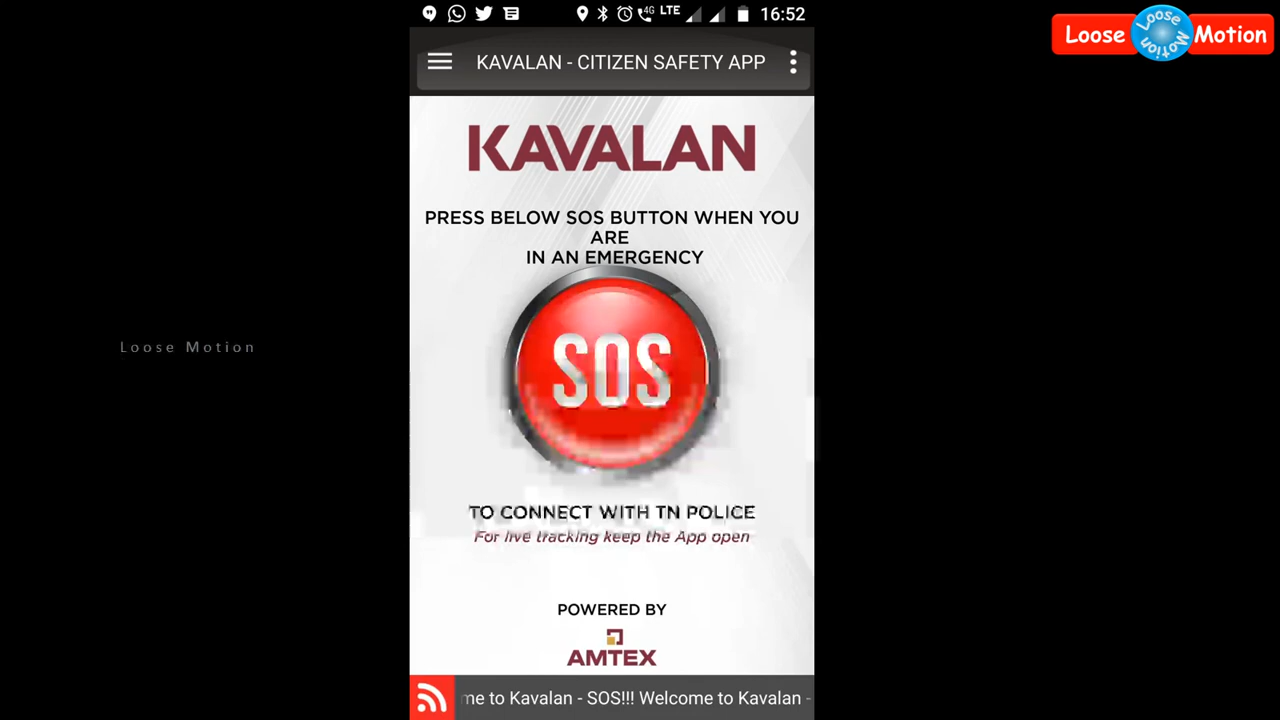 4G LTE 16:52
Loose Loose Motion Motion
KAVALAN - CITIZEN SAFETY APP
KAVALAN
PRESS BELOW SOS BUTTON WHEN YOU
ARE
IN AN EMERGENCY
SOS
Loose Motion
TO CONNECT WITH TN POLICE
For live tracking keep the App open
POWERED BY
AMTEX
me to Kavalan - SOS!!! Welcome to Kavalan -